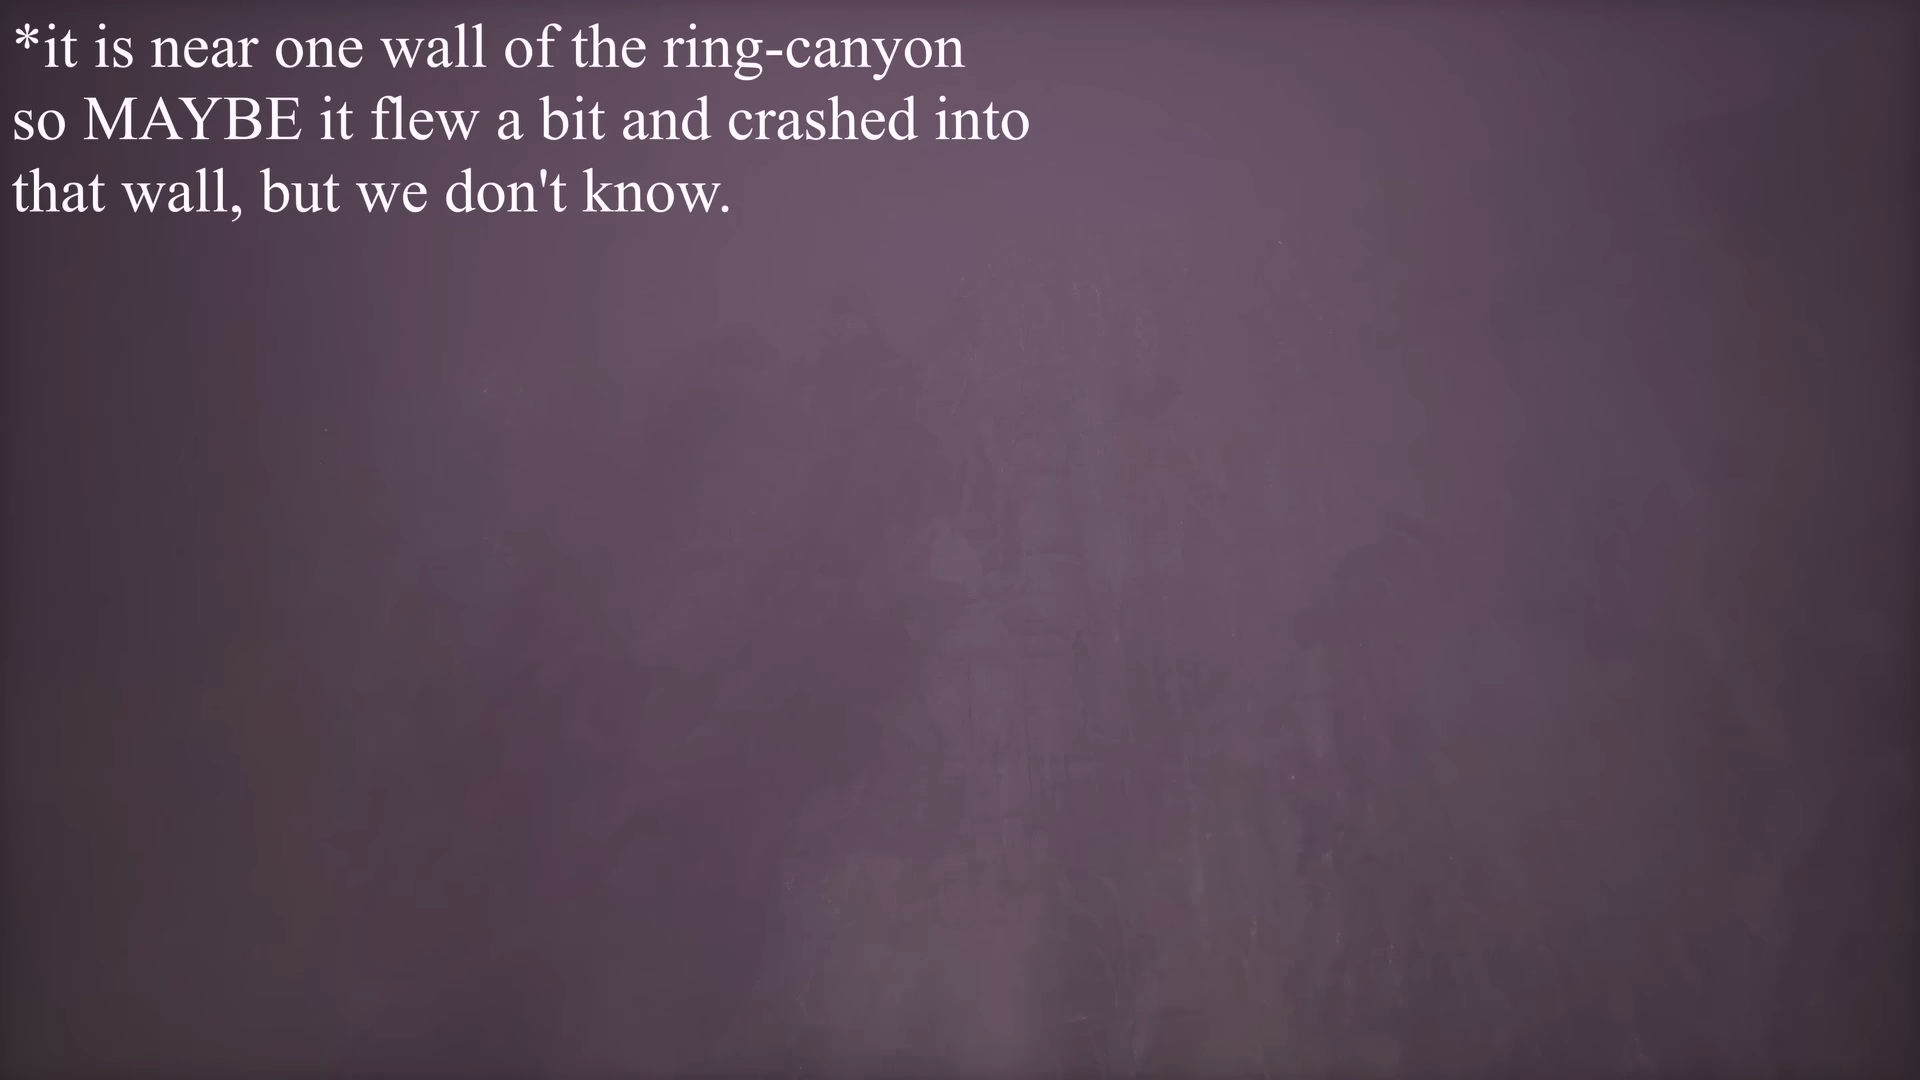 *it is near one wall of the ring-canyon
so MAYBE it flew a bit and crashed into
that wall, but we don't know.